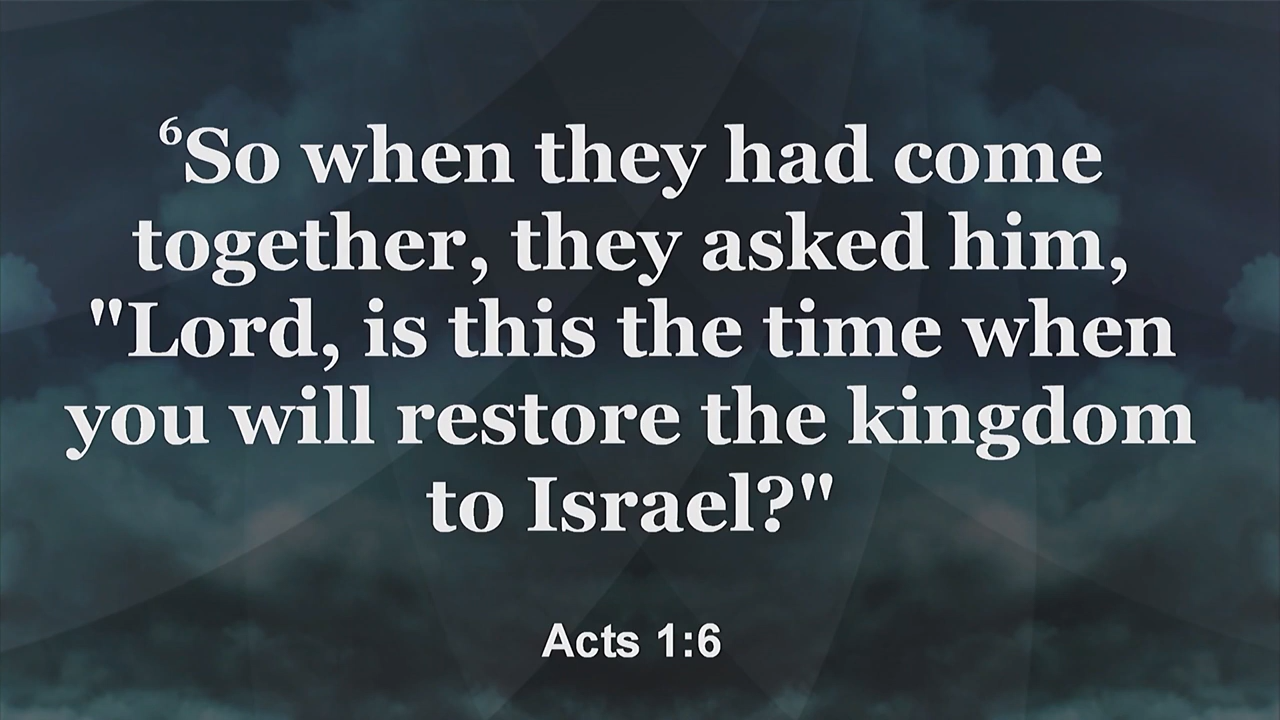 ⁶So when they had come
together, they asked him,
"Lord, is this the time when
you will restore the kingdom
to Israel?"
Acts 1:6